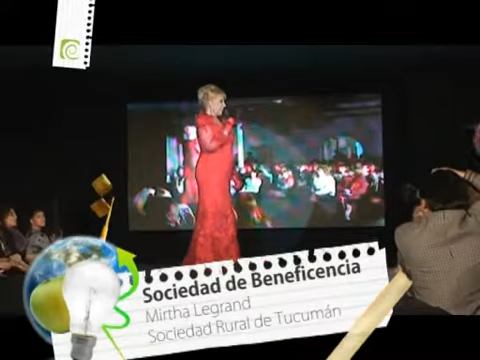 Sociedad de Beneficencia
Mirtha Legrand
Sociedad Rural de Tucumán